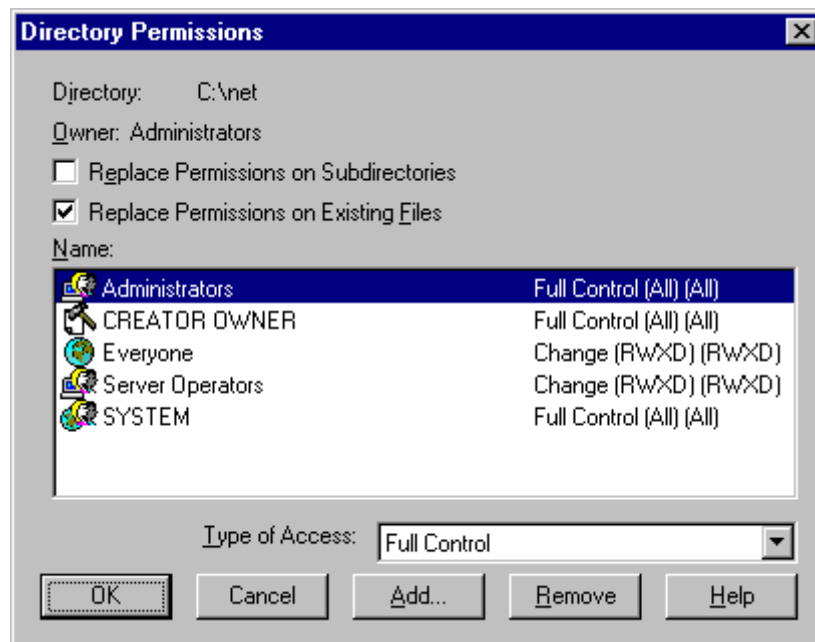 Directory Permissions
Directory: C:\net
Owner: Administrators
Replace Permissions on Subdirectories
Replace Permissions on Existing Files
Name:
Administrators Full Control (All) (All)
CREATOR OWNER Full Control (All) (All)
Everyone Change (RWXD) (RWXD)
Server Operators Change (RWXD) (RWXD)
SYSTEM Full Control (All) (All)
Type of Access: Full Control
OK Cancel Add... Remove Help